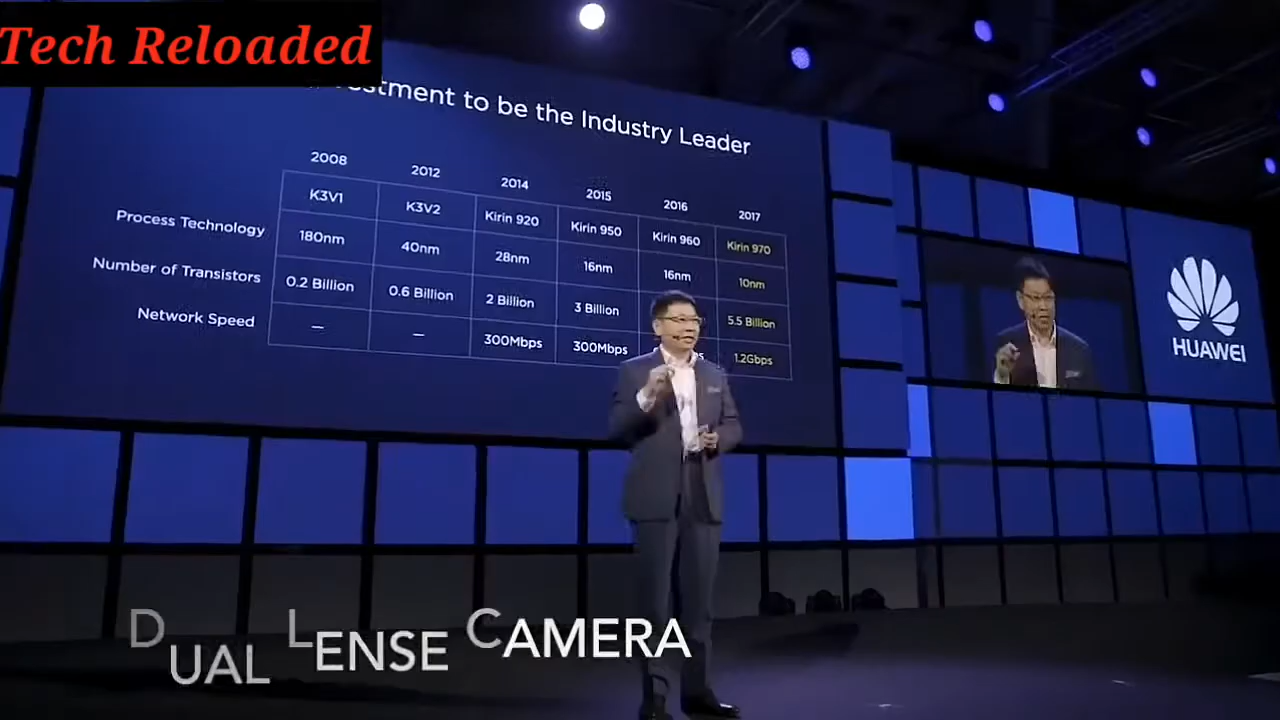 Tech Reloaded
to be the Industry Leader
2008 2012 2014 2015 2016 2017
K3V1 K3V2 Kirin 920 Kirin 950 Kirin 960 Kirin 970
Process Technology 180nm 40nm 28nm 16nm 16nm 10nm
Number of Transistors 0.2 Billion 0.6 Billion 2 Billion 3 Billion 5.5 Billion
Network Speed — — 300Mbps 300Mbps 1.2Gbps
HUAWEI
DUAL LENSE CAMERA